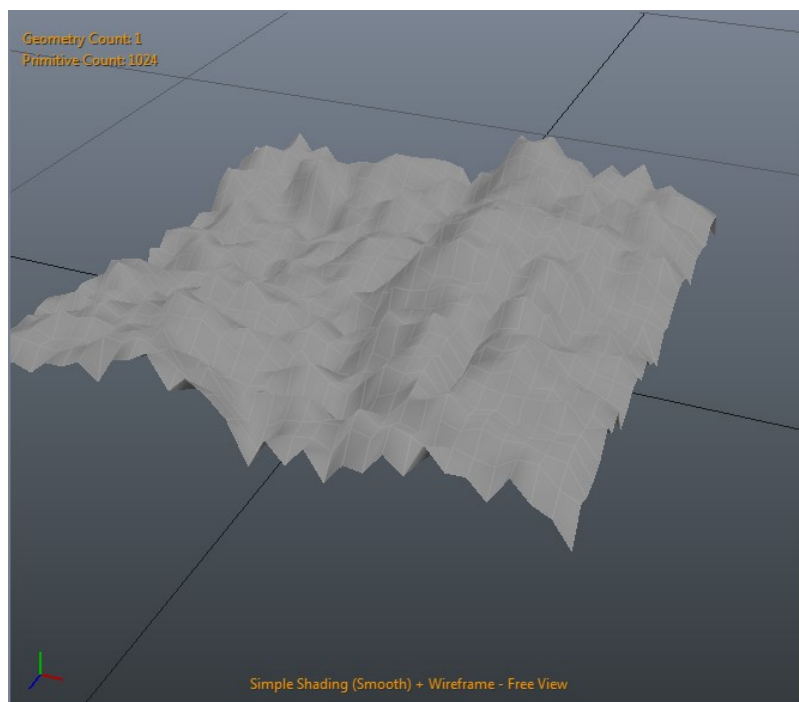 Geometry Count: 1
Primitive Count: 1024
Simple Shading (Smooth) + Wireframe - Free View